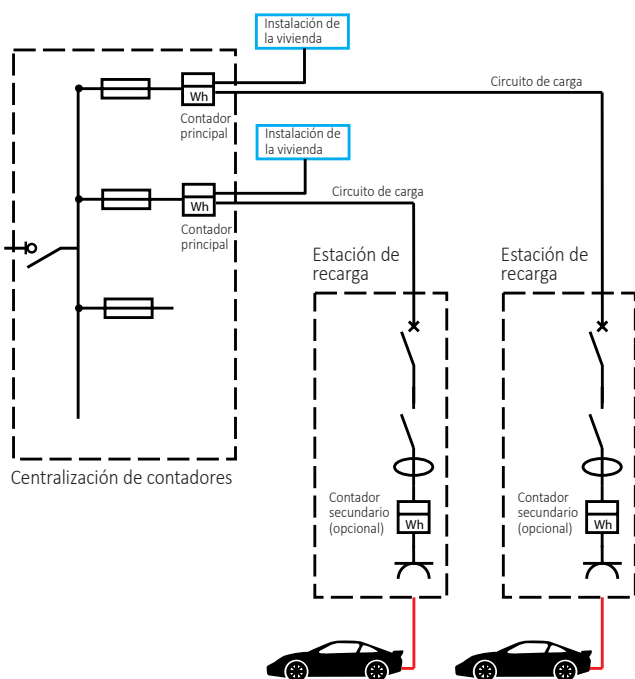 Instalación de
la vivienda
Circuito de carga
Wh
Contador
principal
Instalación de
la vivienda
Circuito de carga
Wh
Contador
principal
Estación de
recarga
Estación de
recarga
Centralización de contadores
Contador
secundario
(opcional)
Wh
Contador
secundario
(opcional)
Wh